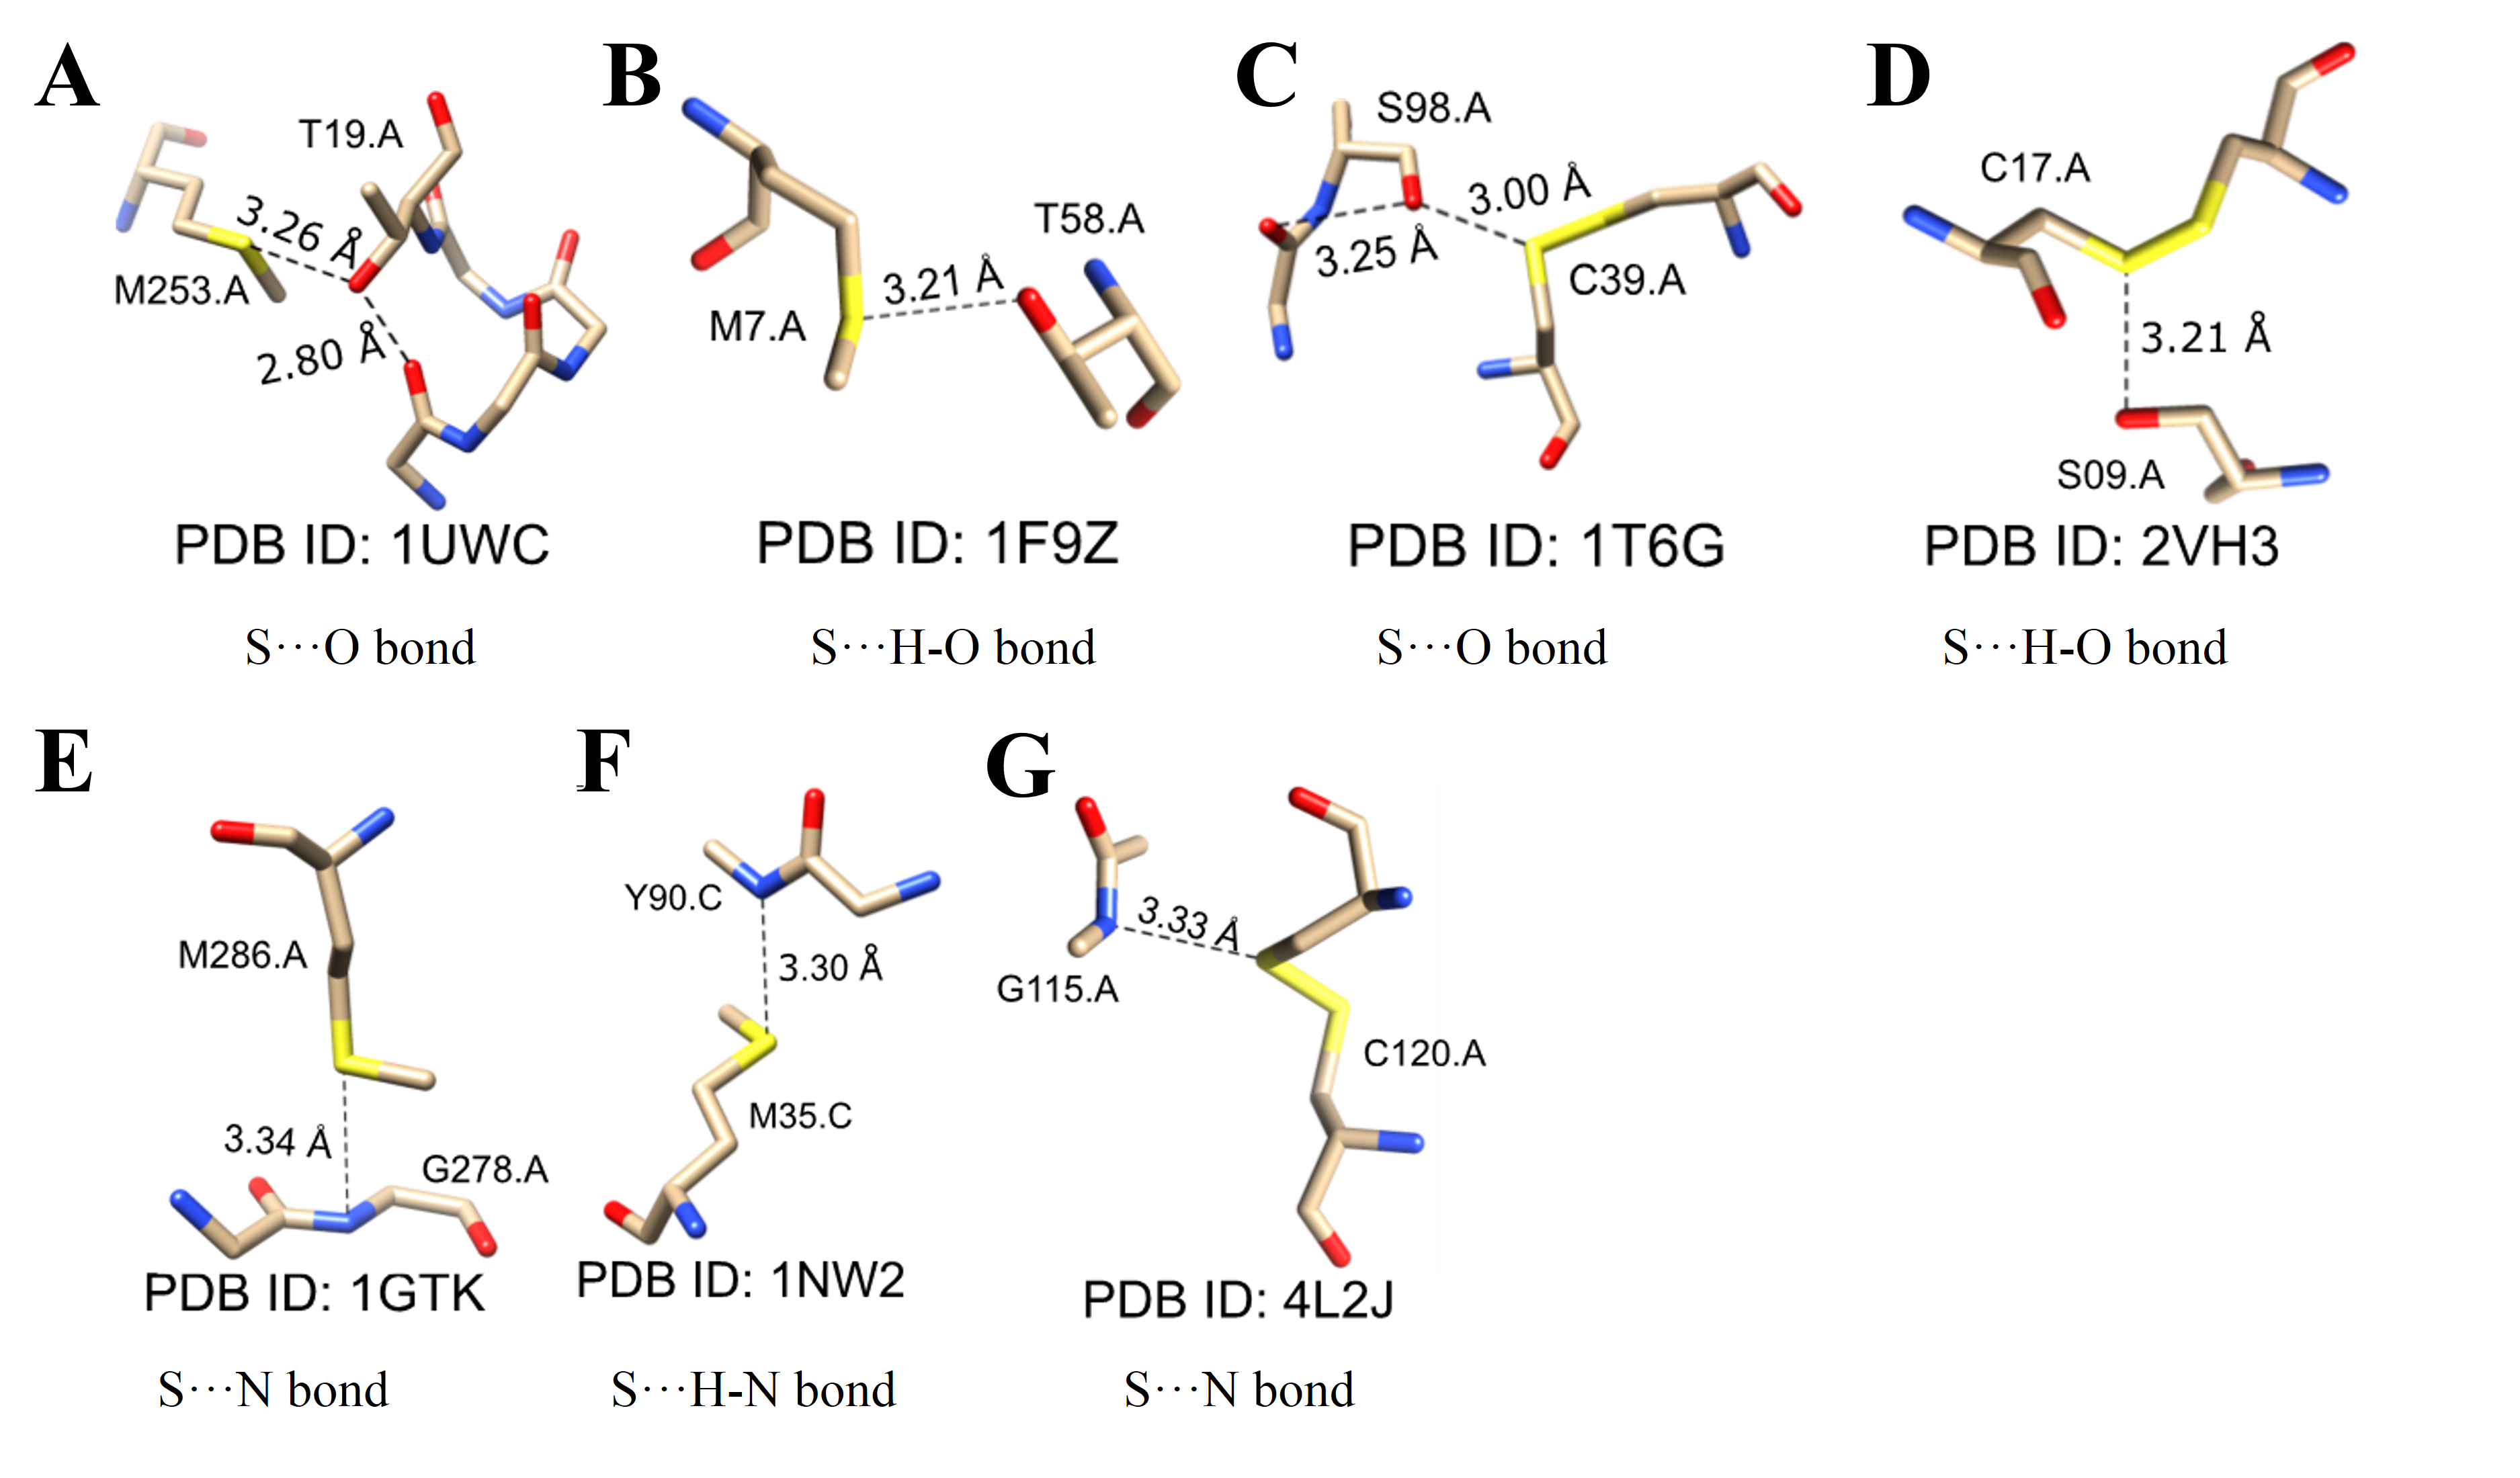 A
T19.A
3.26 Å
M253.A
2.80 Å
PDB ID: 1UWC
S···O bond
B
T58.A
3.21 Å
M7.A
PDB ID: 1F9Z
S···H-O bond
C
S98.A
3.00 Å
3.25 Å
C39.A
PDB ID: 1T6G
S···O bond
D
C17.A
3.21 Å
S09.A
PDB ID: 2VH3
S···H-O bond
E
M286.A
3.34 Å
G278.A
PDB ID: 1GTK
S···N bond
F
Y90.C
3.30 Å
M35.C
PDB ID: 1NW2
S···H-N bond
G
3.33 Å
G115.A
C120.A
PDB ID: 4L2J
S···N bond